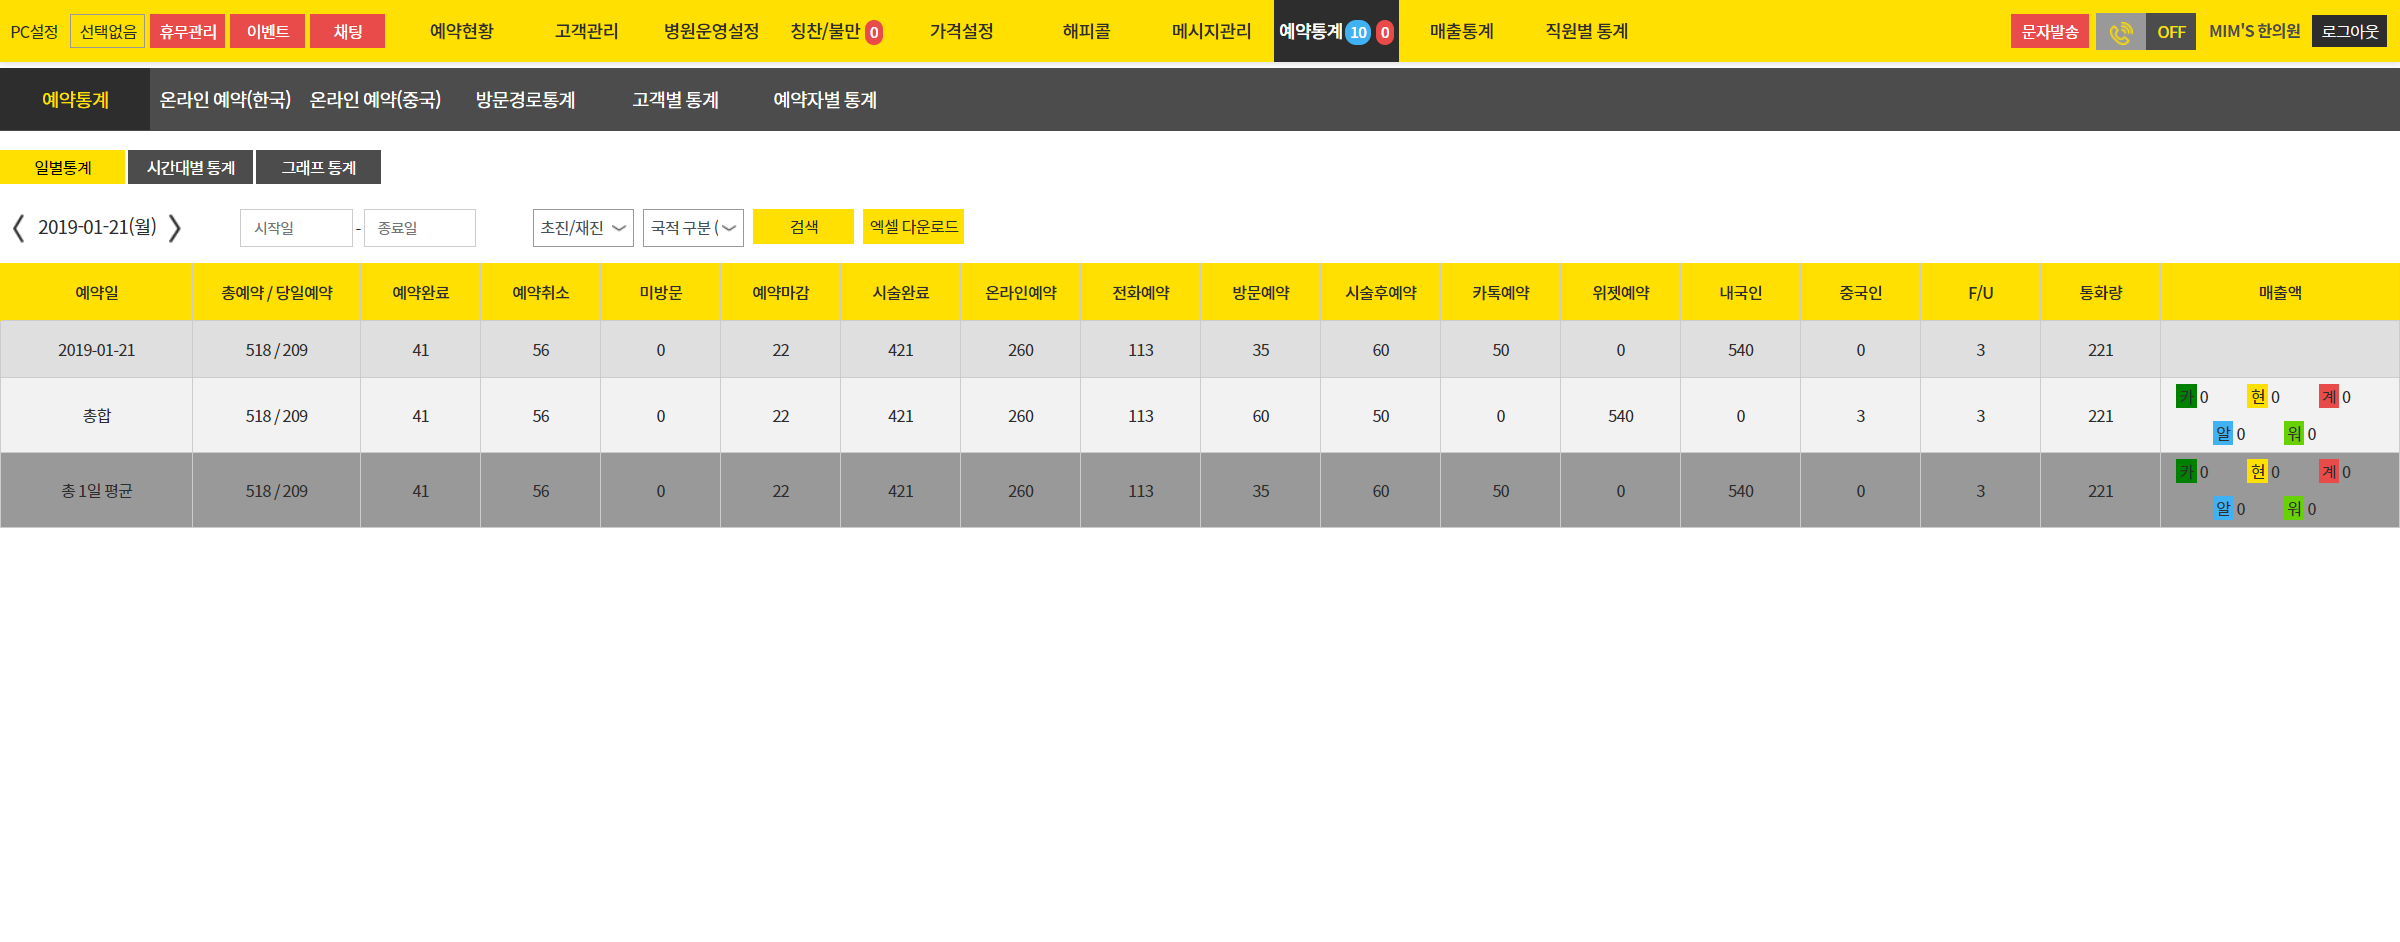 PC설정 선택없음 휴무관리 이벤트 채팅 예약현황 고객관리 병원운영설정 칭찬/불만 0 가격설정 해피콜 메시지관리 예약통계 10 0 매출통계 직원별 통계 문자발송 OFF MIM'S 한의원 로그아웃
예약통계 온라인 예약(한국) 온라인 예약(중국) 방문경로통계 고객별 통계 예약자별 통계
일별통계 시간대별 통계 그래프 통계
2019-01-21(월) 시작일 - 종료일 초진/재진 국적 구분 ( 검색 엑셀 다운로드
예약일 총예약 / 당일예약 예약완료 예약취소 미방문 예약마감 시술완료 온라인예약 전화예약 방문예약 시술후예약 카톡예약 위젯예약 내국인 중국인 F/U 통화량 매출액
2019-01-21 518 / 209 41 56 0 22 421 260 113 35 60 50 0 540 0 3 221
총합 518 / 209 41 56 0 22 421 260 113 60 50 0 540 0 3 3 221 카 0 현 0 계 0
알 0 워 0
총 1일 평균 518 / 209 41 56 0 22 421 260 113 35 60 50 0 540 0 3 221 카 0 현 0 계 0
알 0 워 0